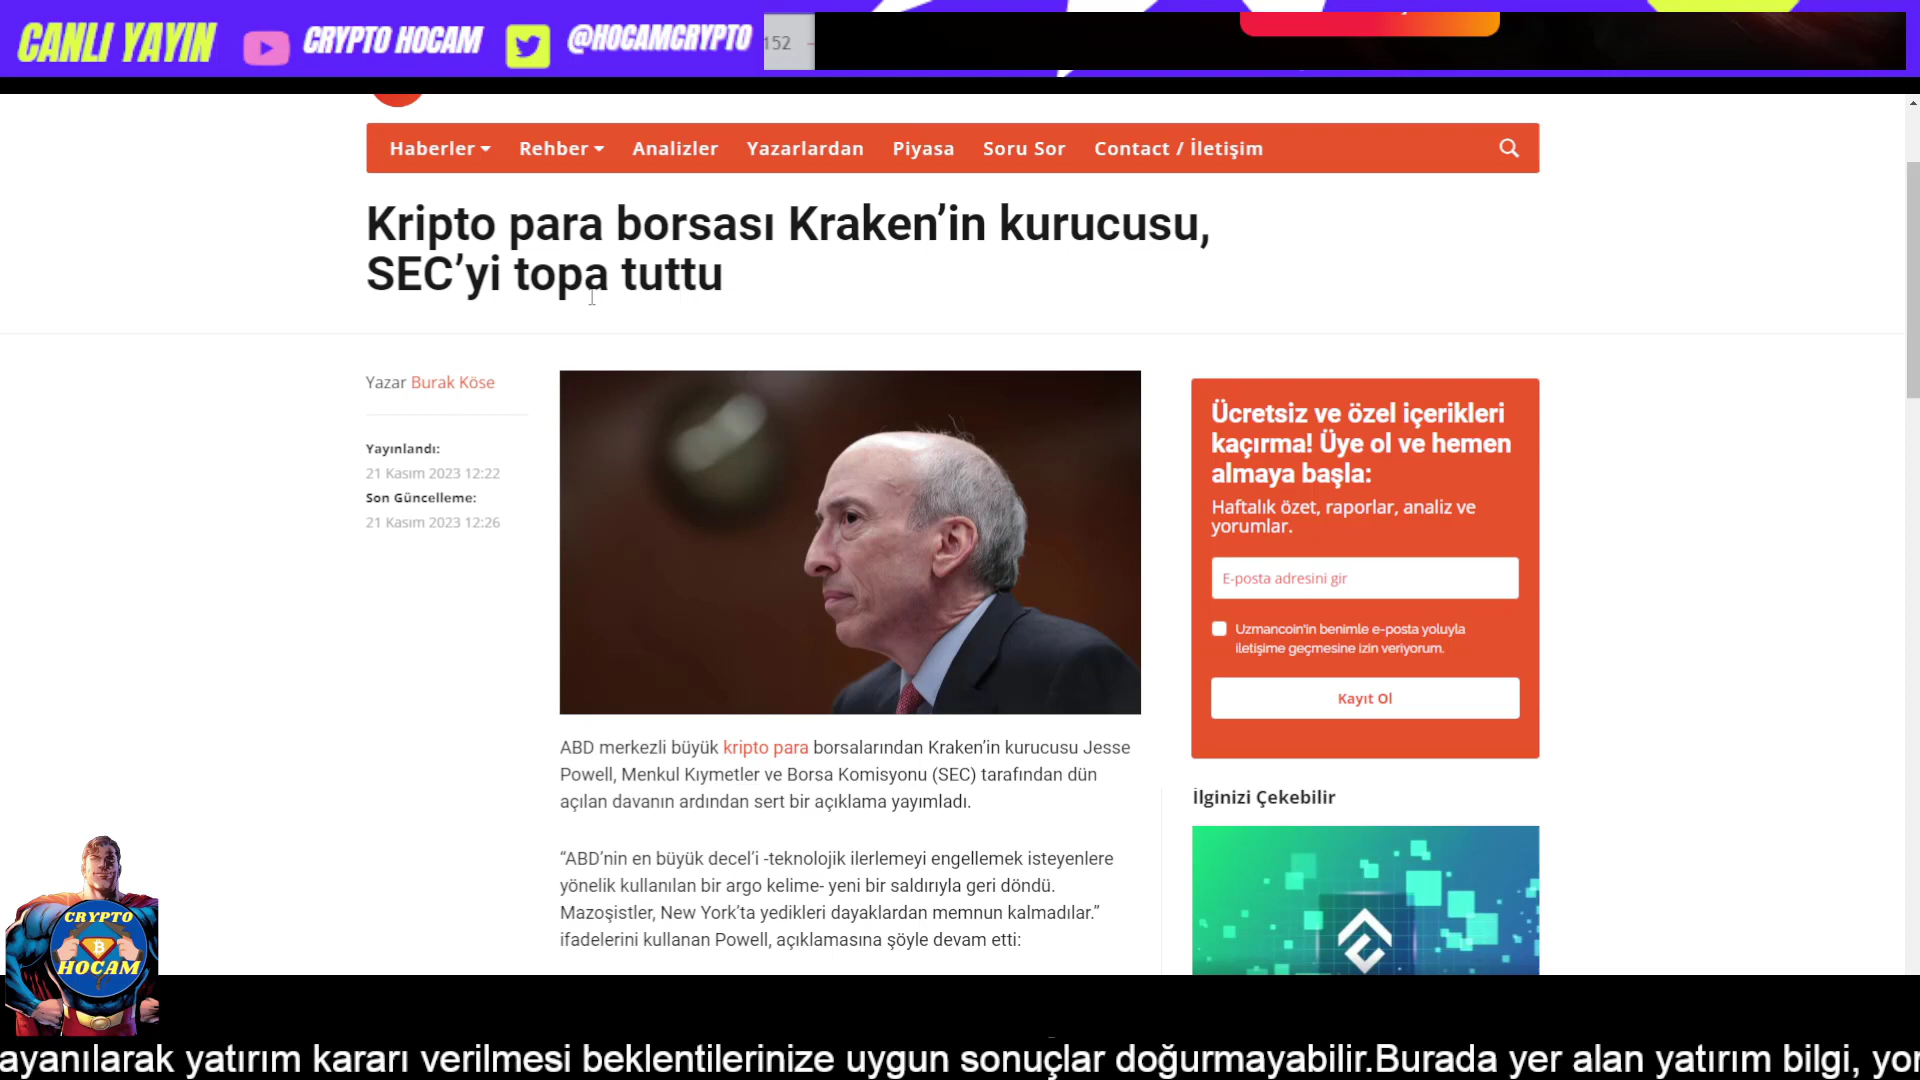 CANLI YAYIN
CRYPTO HOCAM
@HOCAMCRYPTO
152
Haberler
Rehber
Analizler
Yazarlardan
Piyasa
Soru Sor
Contact / İletişim
Kripto para borsası Kraken’in kurucusu,
SEC’yi topa tuttu
Yazar Burak Köse
Yayınlandı:
21 Kasım 2023 12:22
Son Güncelleme:
21 Kasım 2023 12:26
ABD merkezli büyük kripto para borsalarından Kraken’in kurucusu Jesse
Powell, Menkul Kıymetler ve Borsa Komisyonu (SEC) tarafından dün
açılan davanın ardından sert bir açıklama yayımladı.
“ABD’nin en büyük decel’i -teknolojik ilerlemeyi engellemek isteyenlere
yönelik kullanılan bir argo kelime- yeni bir saldırıyla geri döndü.
Mazoşistler, New York’ta yedikleri dayaklardan memnun kalmadılar.”
ifadelerini kullanan Powell, açıklamasına şöyle devam etti:
Ücretsiz ve özel içerikleri
kaçırma! Üye ol ve hemen
almaya başla:
Haftalık özet, raporlar, analiz ve
yorumlar.
E-posta adresini gir
Uzmancoin'in benimle e-posta yoluyla
iletişime geçmesine izin veriyorum.
Kayıt Ol
İlginizi Çekebilir
CRYPTO
HOCAM
ayanılarak yatırım kararı verilmesi beklentilerinize uygun sonuçlar doğurmayabilir.Burada yer alan yatırım bilgi, yor